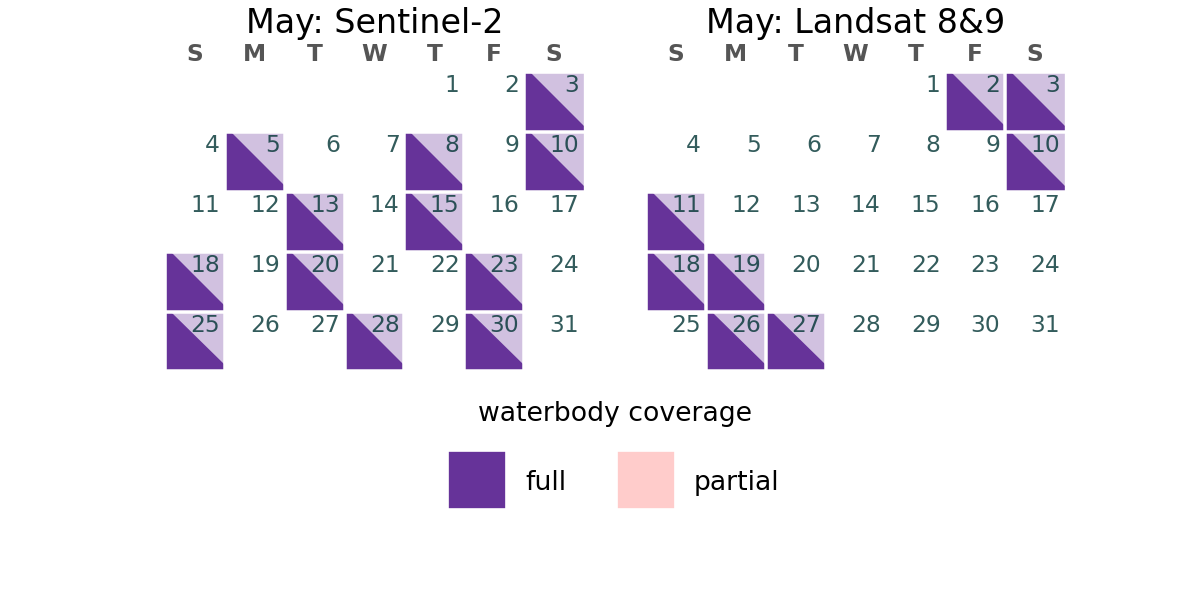 May: Sentinel-2
S M T W T F S
1 2 3
4 5 6 7 8 9 10
11 12 13 14 15 16 17
18 19 20 21 22 23 24
25 26 27 28 29 30 31
May: Landsat 8&9
S M T W T F S
1 2 3
4 5 6 7 8 9 10
11 12 13 14 15 16 17
18 19 20 21 22 23 24
25 26 27 28 29 30 31
waterbody coverage
full partial